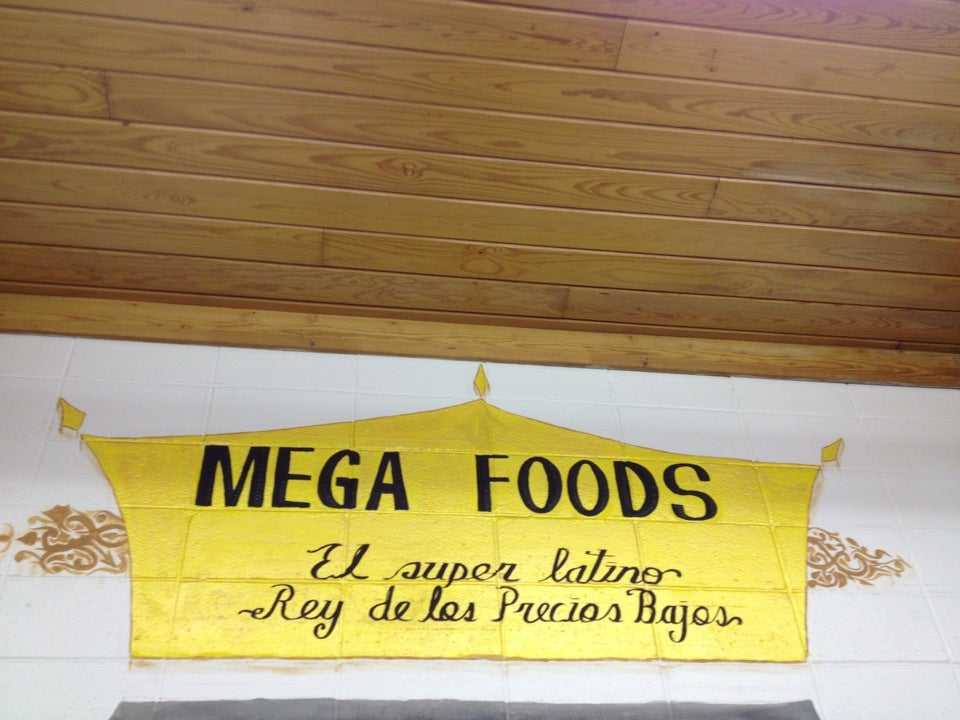 MEGA FOODS
El super latino
Rey de los Precios Bajos